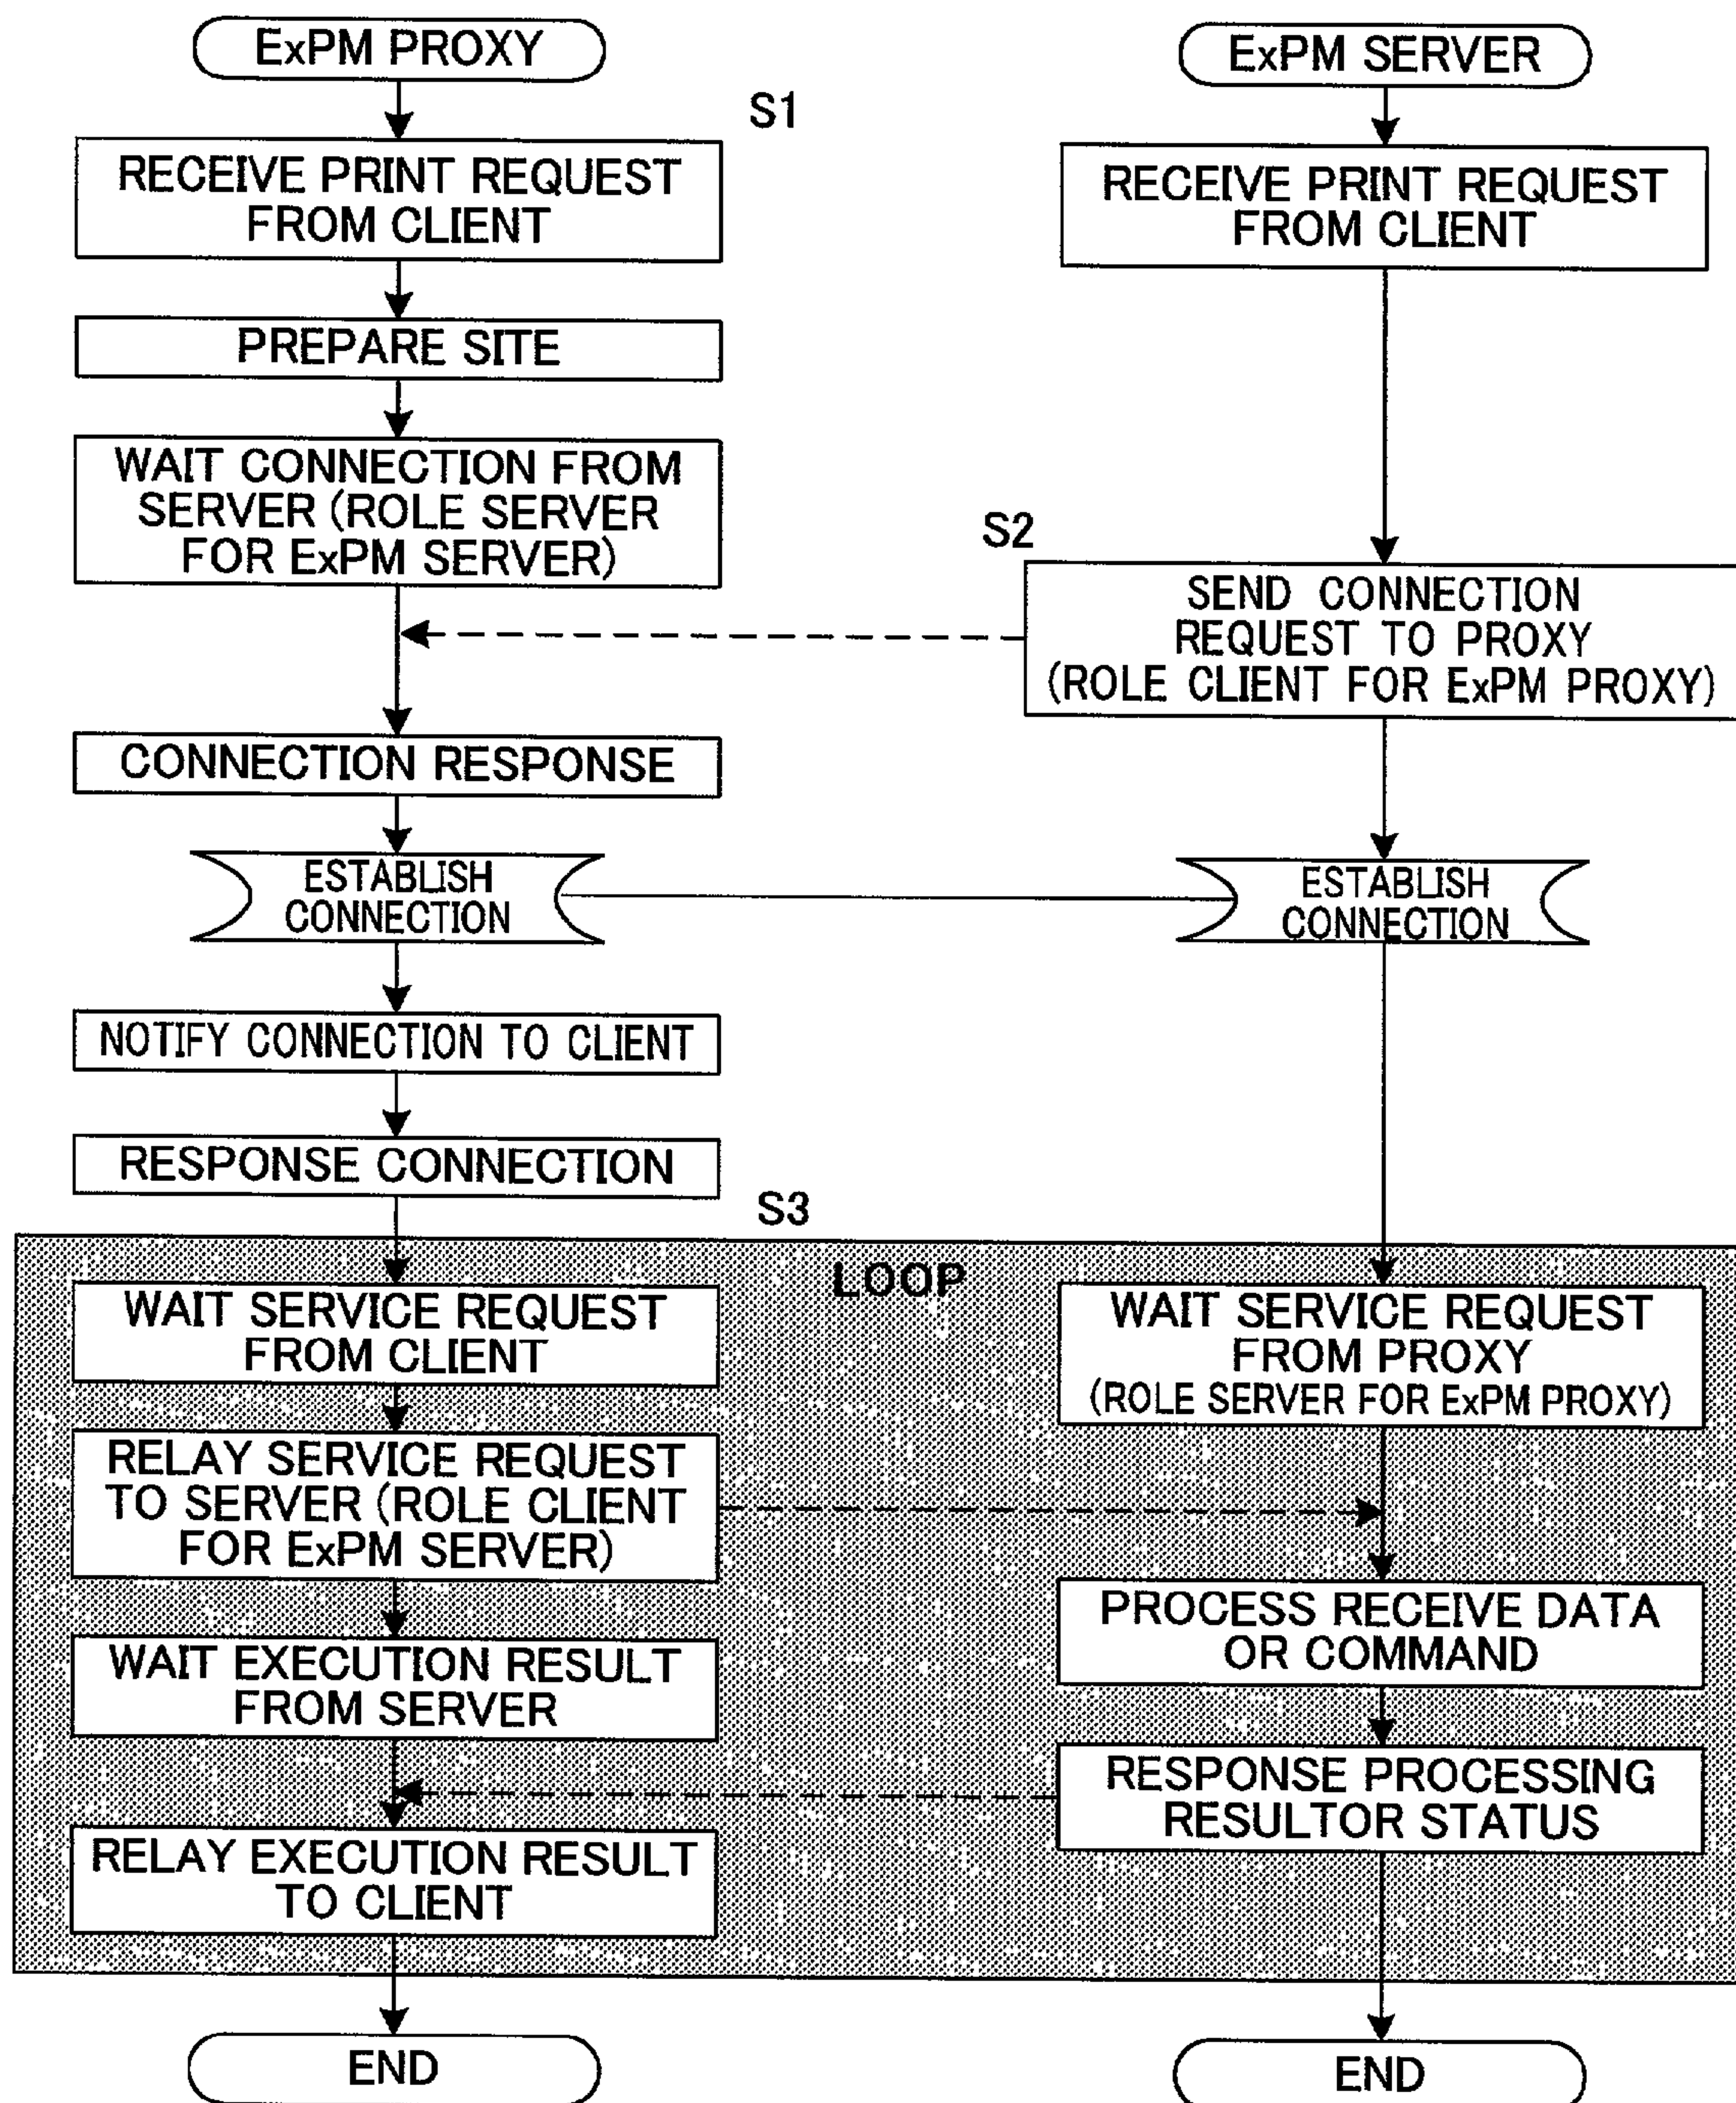 ExPM PROXY
S1
RECEIVE PRINT REQUEST
FROM CLIENT
PREPARE SITE
WAIT CONNECTION FROM
SERVER (ROLE SERVER
FOR ExPM SERVER)
CONNECTION RESPONSE
ESTABLISH
CONNECTION
NOTIFY CONNECTION TO CLIENT
RESPONSE CONNECTION
ExPM SERVER
RECEIVE PRINT REQUEST
FROM CLIENT
S2
SEND CONNECTION
REQUEST TO PROXY
(ROLE CLIENT FOR ExPM PROXY)
ESTABLISH
CONNECTION
S3
LOOP
WAIT SERVICE REQUEST
FROM CLIENT
RELAY SERVICE REQUEST
TO SERVER (ROLE CLIENT
FOR ExPM SERVER)
WAIT EXECUTION RESULT
FROM SERVER
RELAY EXECUTION RESULT
TO CLIENT
END
WAIT SERVICE REQUEST
FROM PROXY
(ROLE SERVER FOR ExPM PROXY)
PROCESS RECEIVE DATA
OR COMMAND
RESPONSE PROCESSING
RESULTOR STATUS
END